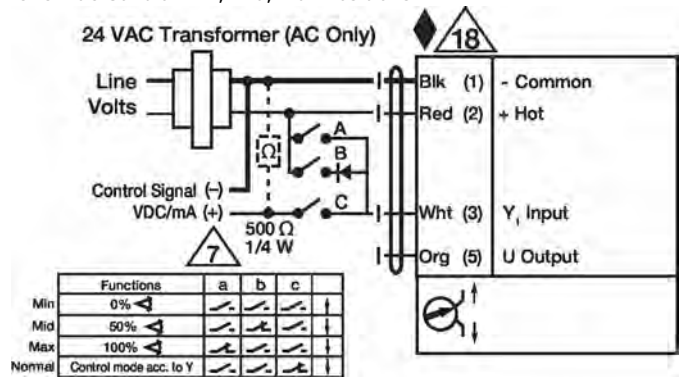 24 VAC Transformer (AC Only)
18
Line
Volts
Blk (1) - Common
Red (2) + Hot
A
B
C
Ω
Control Signal (-)
VDC/mA (+)
500 Ω
1/4 W
7
Wht (3) Y1 Input
Org (5) U Output
Functions a b c
Min 0%
Mid 50%
Max 100%
Normal Control mode acc. to Y